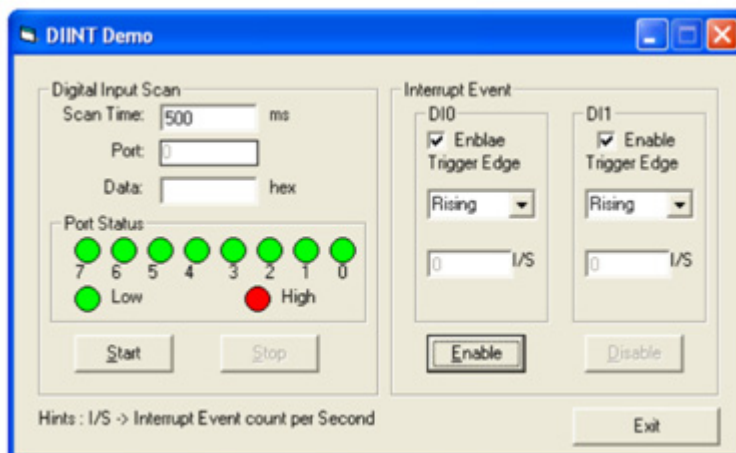 DIINT Demo
Digital Input Scan
Scan Time: 500 ms
Port: 0
Data: hex
Port Status
7 6 5 4 3 2 1 0
Low High
Start Stop
Interrupt Event
DI0
Enblae
Trigger Edge
Rising
0 I/S
DI1
Enable
Trigger Edge
Rising
0 I/S
Enable Disable
Hints : I/S -> Interrupt Event count per Second
Exit